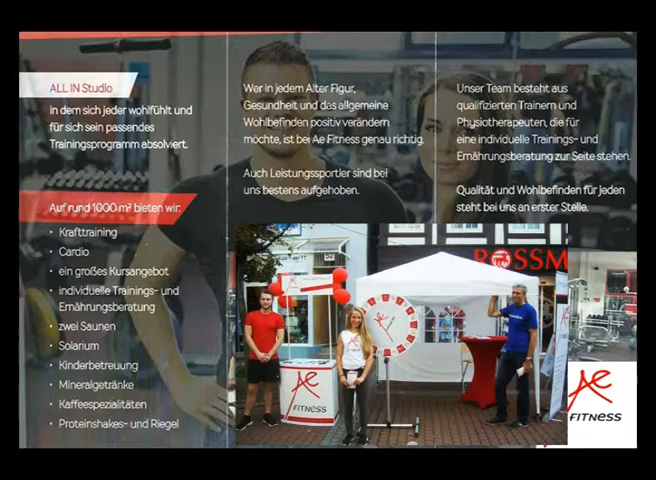 ALL IN Studio
in dem sich jeder wohlfühlt und
für sich sein passendes
Trainingsprogramm absolviert.
Auf rund 1000 m² bieten wir:
• Krafttraining
• Cardio
• ein großes Kursangebot
• individuelle Trainings- und
Ernährungsberatung
• zwei Saunen
• Solarium
• Kinderbetreuung
• Mineralgetränke
• Kaffeespezialitäten
• Proteinshakes- und Riegel
Wer in jedem Alter Figur,
Gesundheit und das allgemeine
Wohlbefinden positiv verändern
möchte, ist bei Ae Fitness genau richtig.
Auch Leistungssportler sind bei
uns bestens aufgehoben.
Unser Team besteht aus
qualifizierten Trainern und
Physiotherapeuten, die für
eine individuelle Trainings- und
Ernährungsberatung zur Seite stehen.
Qualität und Wohlbefinden für jeden
steht bei uns an erster Stelle.
ROSSM
Ae
FITNESS
Ae
Ae
FITNESS